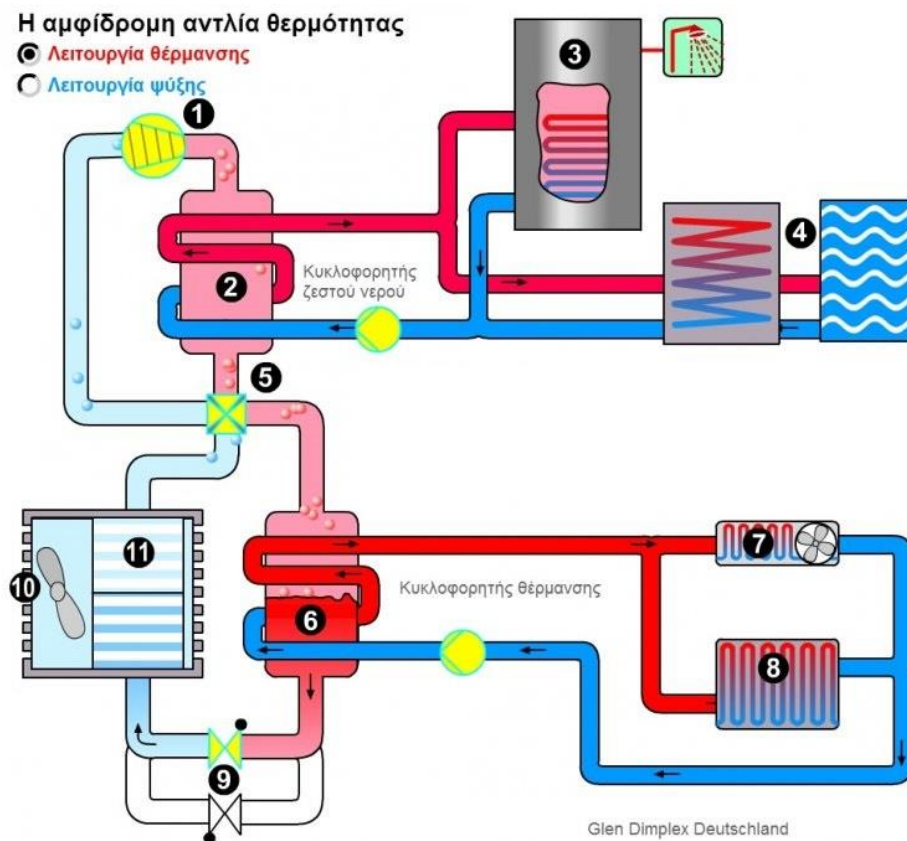 Η αμφίδρομη αντλία θερμότητας
Λειτουργία θέρμανσης
Λειτουργία ψύξης
1
3
4
2
Κυκλοφορητής
ζεστού νερού
5
11
10
7
Κυκλοφορητής θέρμανσης
6
8
9
Glen Dimplex Deutschland